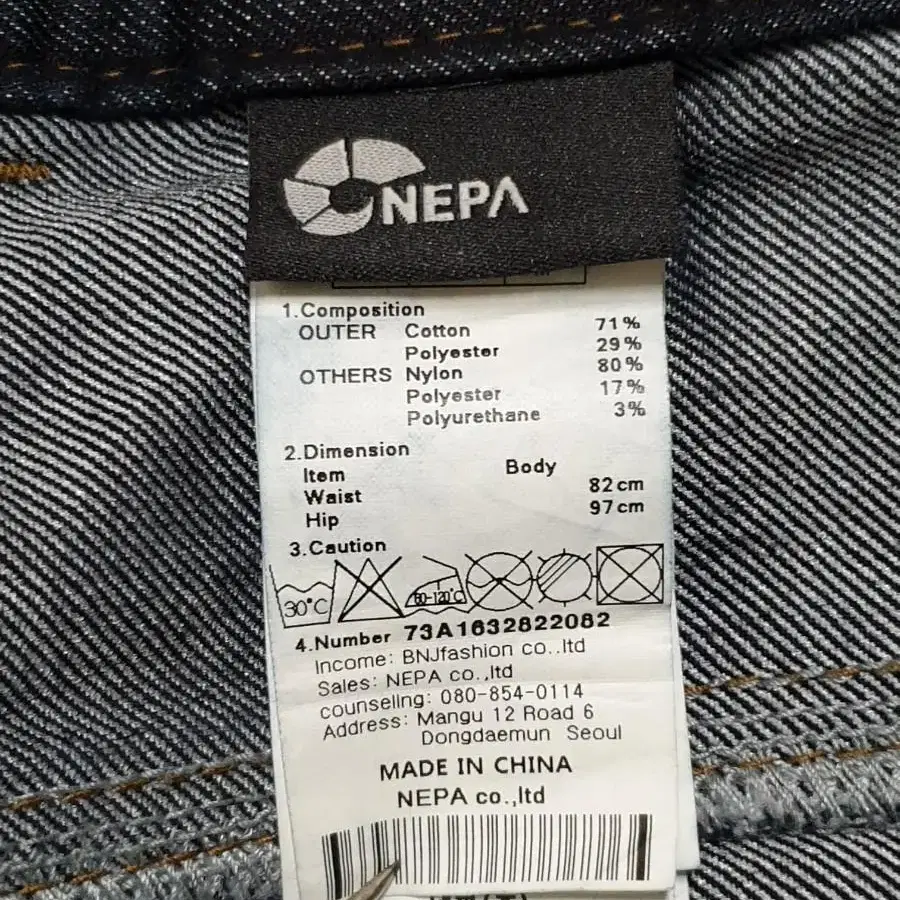 NEPA
1.Composition
OUTER Cotton 71%
Polyester 29%
OTHERS Nylon 80%
Polyester 17%
Polyurethane 3%
2.Dimension
Item Body
Waist 82cm
Hip 97cm
3.Caution
30°C 80-120°C
4.Number 73A1632822082
Income: BNJfashion co..ltd
Sales: NEPA co.,ltd
counseling: 080-854-0114
Address: Mangu 12 Road 6
Dongdaemun Seoul
MADE IN CHINA
NEPA co.,ltd